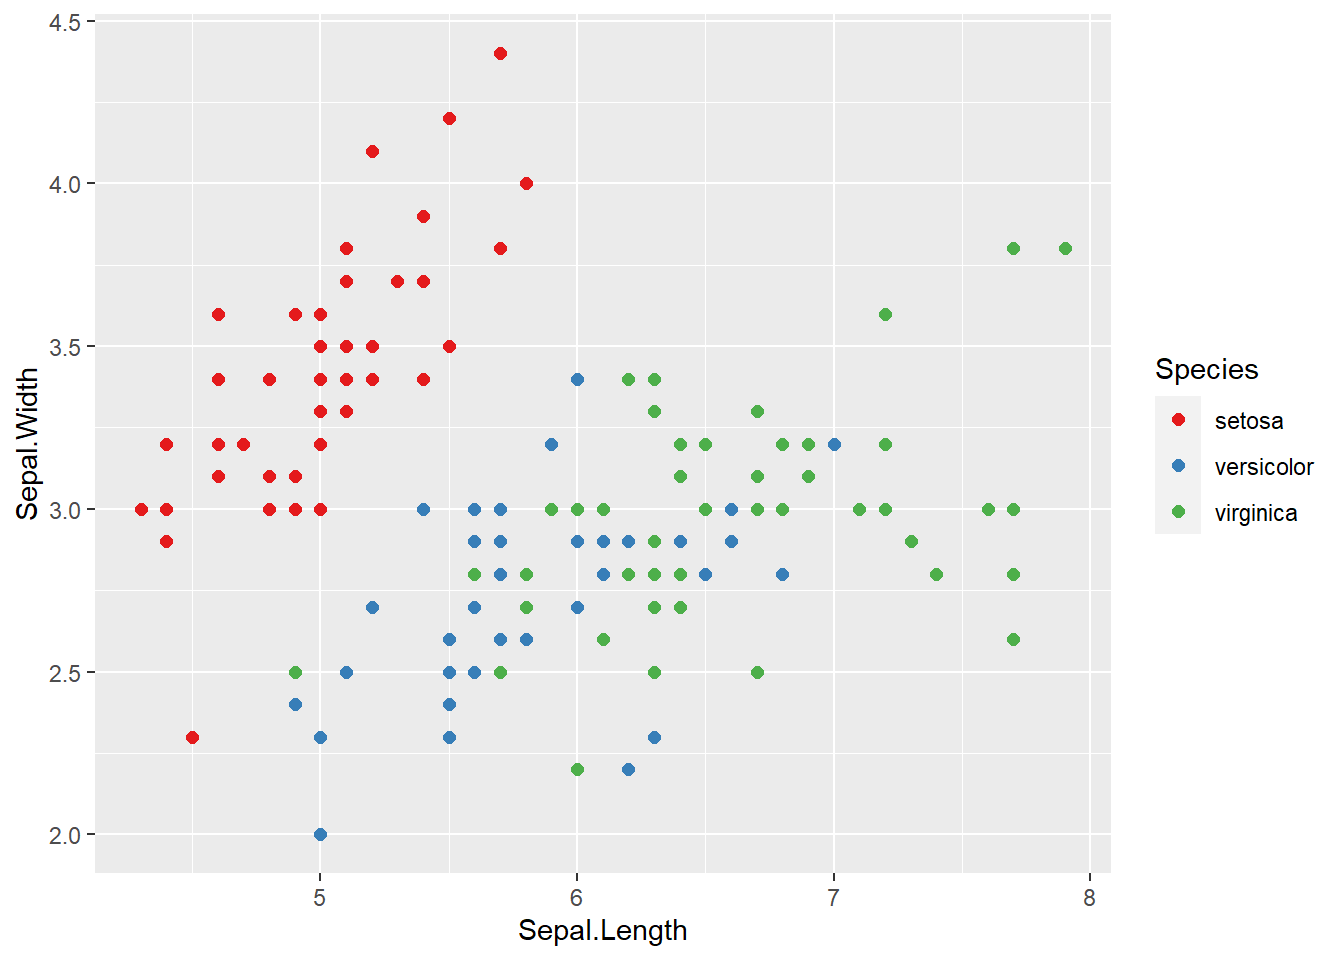 4.5
4.0
3.5
3.0
2.5
2.0
Sepal.Width
5 6 7 8
Sepal.Length
Species
setosa
versicolor
virginica